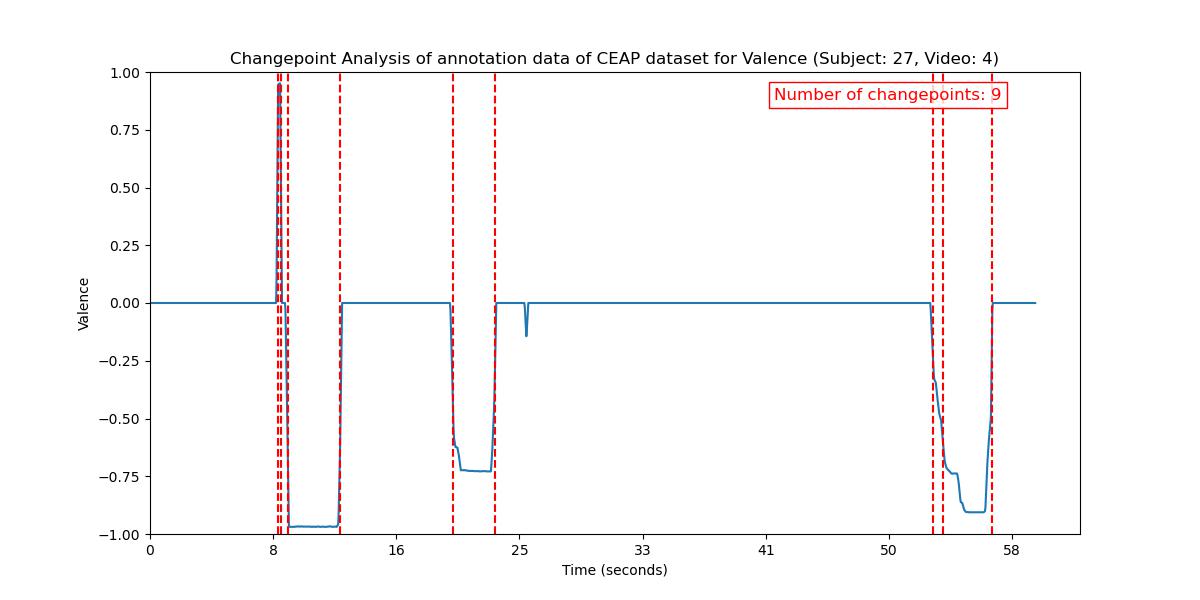 Changepoint Analysis of annotation data of CEAP dataset for Valence (Subject: 27, Video: 4)
Number of changepoints: 9
1.00
0.75
0.50
0.25
0.00
−0.25
−0.50
−0.75
−1.00
Valence
0 8 16 25 33 41 50 58
Time (seconds)